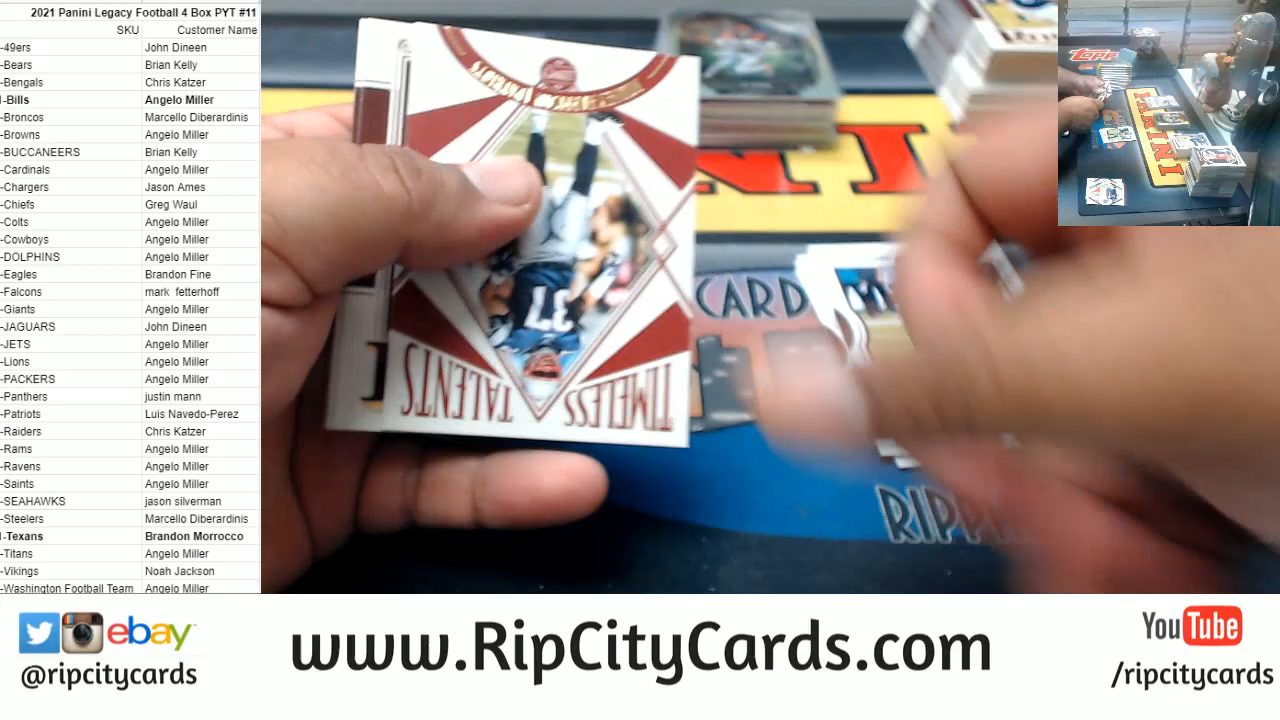 2021 Panini Legacy Football 4 Box PYT #11
SKU Customer Name
-49ers John Dineen
-Bears Brian Kelly
-Bengals Chris Katzer
-Bills Angelo Miller
-Broncos Marcello Diberardinis
-Browns Angelo Miller
-BUCCANEERS Brian Kelly
-Cardinals Angelo Miller
-Chargers Jason Ames
-Chiefs Greg Waul
-Colts Angelo Miller
-Cowboys Angelo Miller
-DOLPHINS Angelo Miller
-Eagles Brandon Fine
-Falcons mark fetterhoff
-Giants Angelo Miller
-JAGUARS John Dineen
-JETS Angelo Miller
-Lions Angelo Miller
-PACKERS Angelo Miller
-Panthers justin mann
-Patriots Luis Navedo-Perez
-Raiders Chris Katzer
-Rams Angelo Miller
-Ravens Angelo Miller
-Saints Angelo Miller
-SEAHAWKS jason silverman
-Steelers Marcello Diberardinis
-Texans Brandon Morrocco
-Titans Angelo Miller
-Vikings Noah Jackson
-Washington Football Team Angelo Miller
TIMELESS
TALENTS
37
CARD
RIPP
PANINI
ebay
@ripcitycards
www.RipCityCards.com
YouTube
/ripcitycards